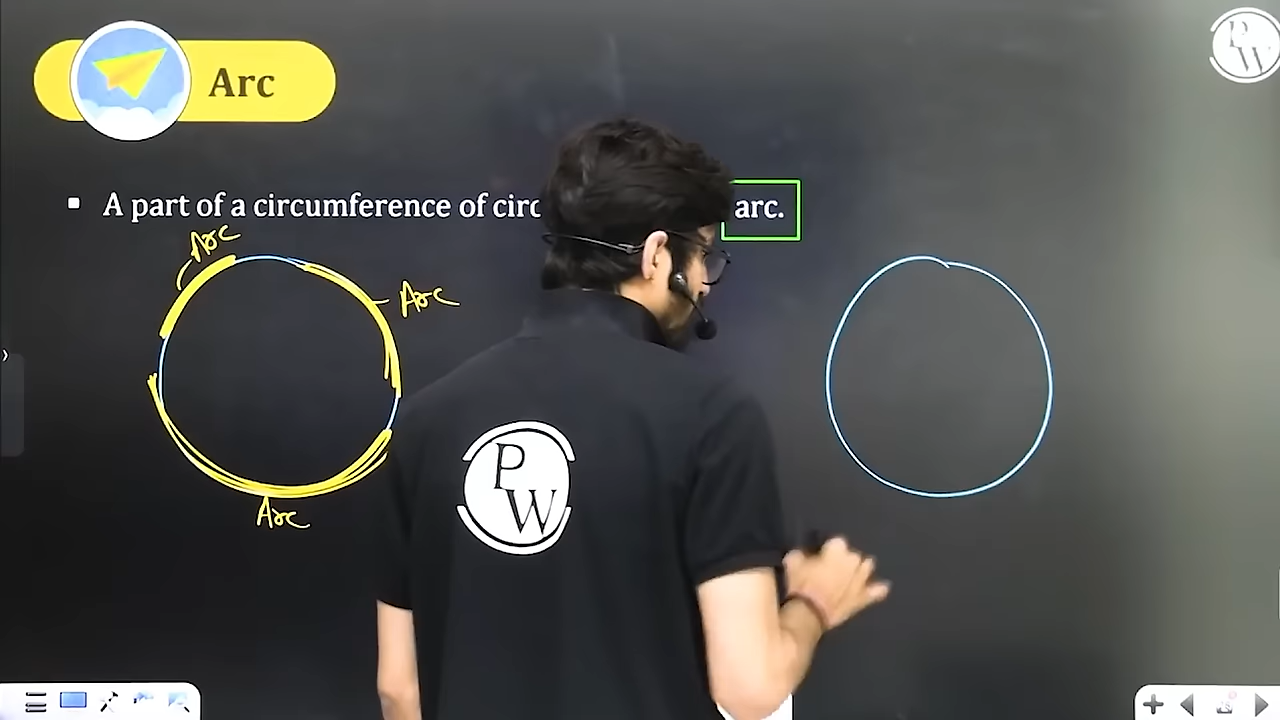 Arc
P
W
▪ A part of a circumference of circ arc.
Arc
Arc
P
W
Arc